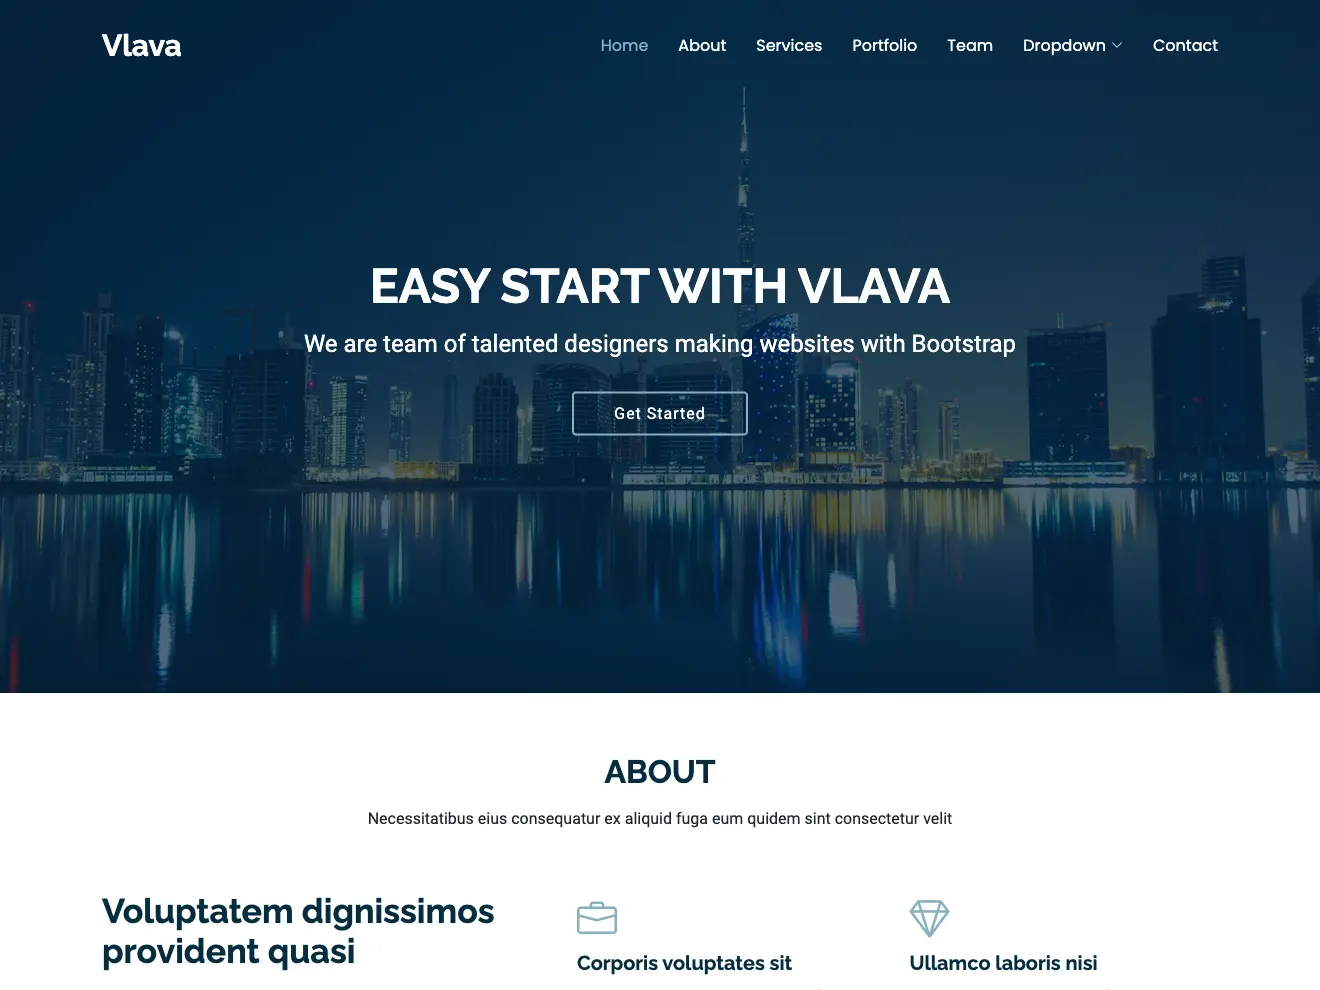 Vlava
Home
About
Services
Portfolio
Team
Dropdown
Contact
EASY START WITH VLAVA
We are team of talented designers making websites with Bootstrap
Get Started
ABOUT
Necessitatibus eius consequatur ex aliquid fuga eum quidem sint consectetur velit
Voluptatem dignissimos
provident quasi
Corporis voluptates sit
Ullamco laboris nisi